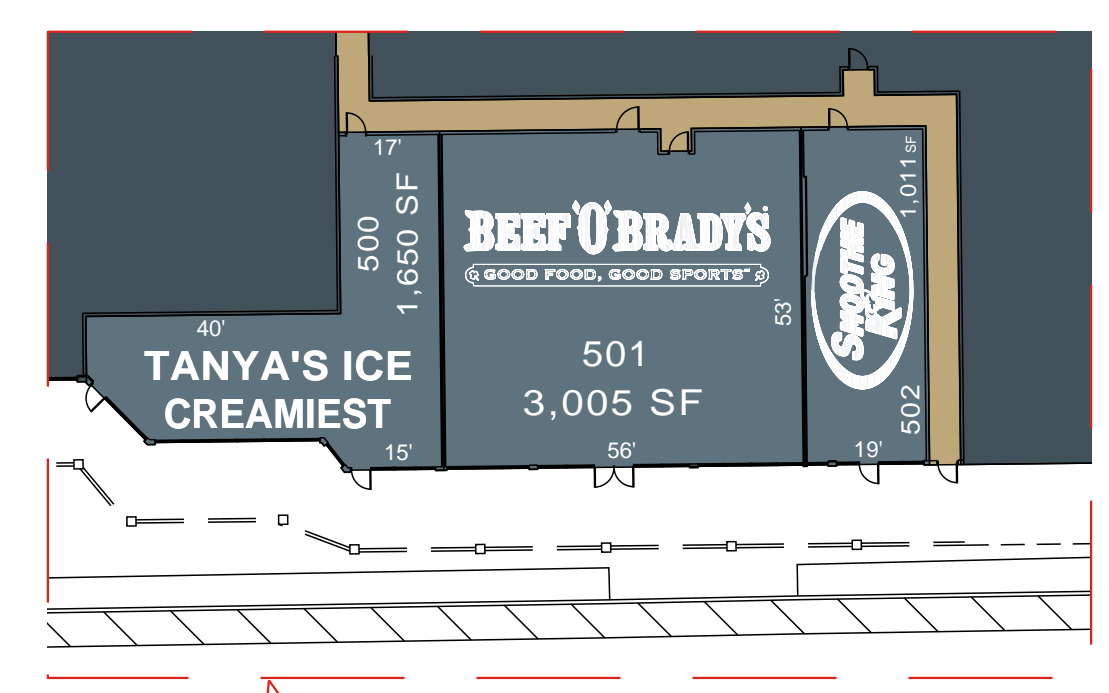 17'
500
1,650 SF
40'
TANYA'S ICE
CREAMIEST
15'
BEEF 'O' BRADY'S
GOOD FOOD, GOOD SPORTS
501
3,005 SF
56'
53'
1,011 SF
SMOOTHIE
KING
502
19'